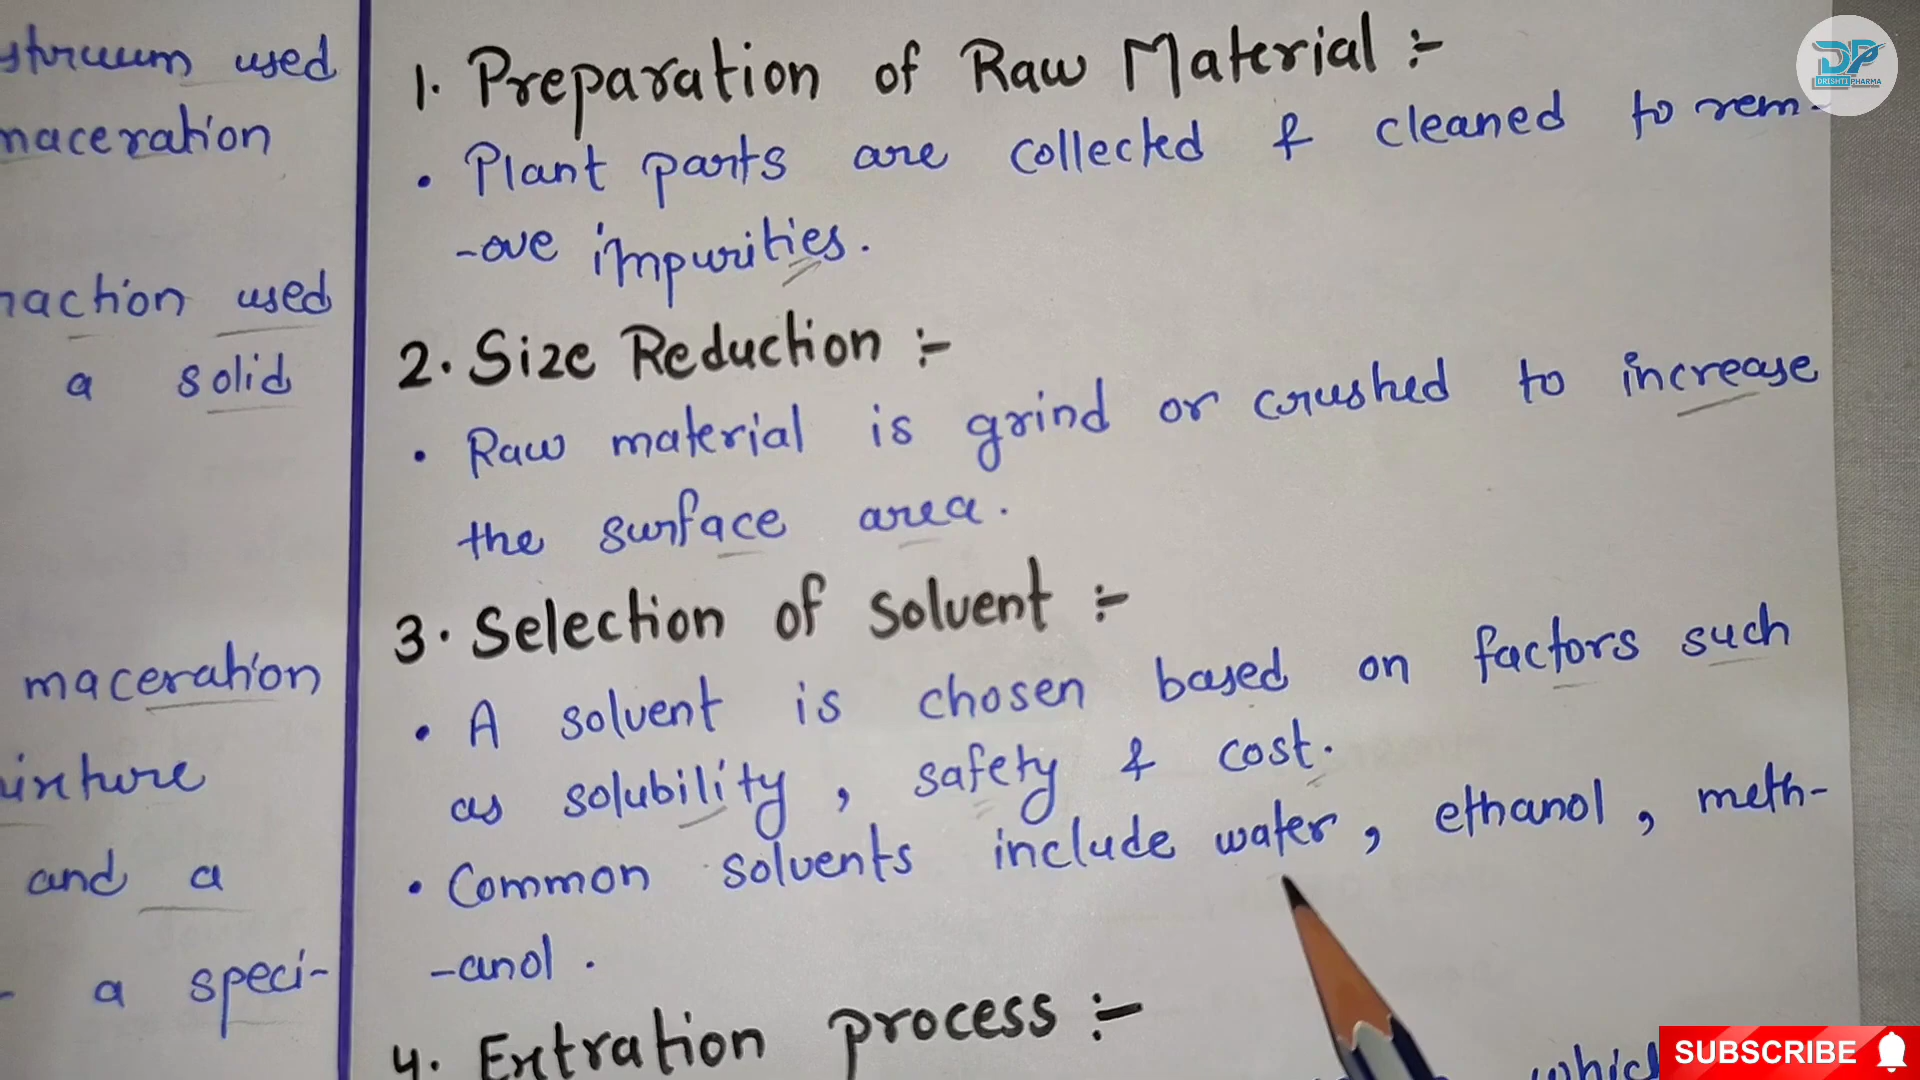 used
maceration
action used
a solid
maceration
and a
- a speci-
1. Preparation of Raw Material :-
• Plant parts are collected & cleaned to rem-
-ove impurities.
2. Size Reduction :-
• Raw material is grind or crushed to increase
the surface area.
3. Selection of solvent :-
• A solvent is chosen based on factors such
as solubility, safety & cost.
• Common solvents include water, ethanol, meth-
-anol.
4. Extration process :-
DP
DRISHTI PHARMA
SUBSCRIBE